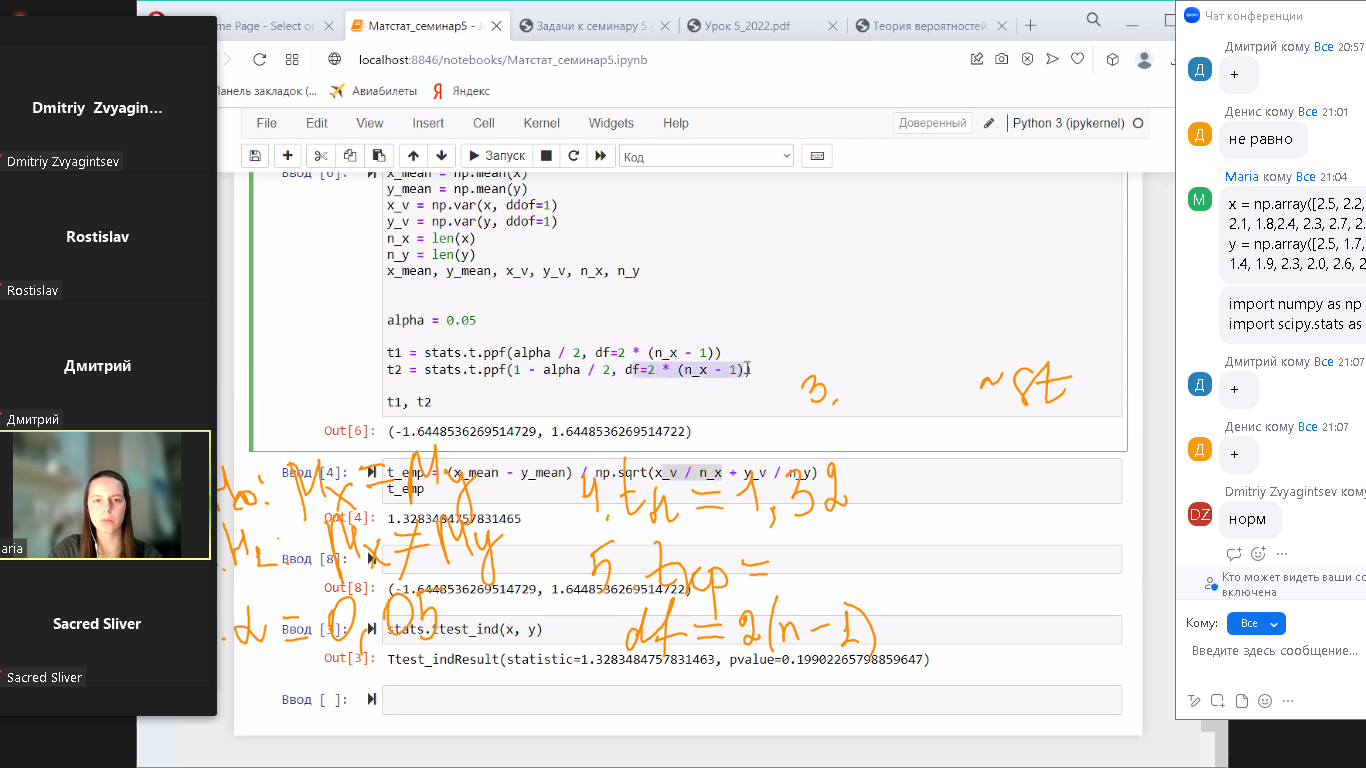 me Page - Select or
Матстат_семинар5 - J
Задачи к семинару 5.
Урок 5_2022.pdf
Теория вероятностей
localhost:8846/notebooks/Матстат_семинар5.ipynb
Панель закладок (...
Авиабилеты
Яндекс
File Edit View Insert Cell Kernel Widgets Help
Доверенный
Python 3 (ipykernel)
Запуск
Код
Ввод [6]:
x_mean = np.mean(x)
y_mean = np.mean(y)
x_v = np.var(x, ddof=1)
y_v = np.var(y, ddof=1)
n_x = len(x)
n_y = len(y)
x_mean, y_mean, x_v, y_v, n_x, n_y
alpha = 0.05
t1 = stats.t.ppf(alpha / 2, df=2 * (n_x - 1))
t2 = stats.t.ppf(1 - alpha / 2, df=2 * (n_x - 1))
t1, t2
Out[6]: (-1.6448536269514729, 1.6448536269514722)
Ввод [4]: t_emp = (x_mean - y_mean) / np.sqrt(x_v / n_x + y_v / n_y)
t_emp
Out[4]: 1.3283484757831465
Ввод [8]:
Out[8]: (-1.6448536269514729, 1.6448536269514722)
Ввод [3]: stats.ttest_ind(x, y)
Out[3]: Ttest_indResult(statistic=1.3283484757831463, pvalue=0.19902265798859647)
Ввод [ ]:
3.
Mx = My
Mx ≠ My
α = 0,05
4. tн = 1,32
5 tкр =
df = 2(n-1)
Dmitriy Zvyagin...
Dmitriy Zvyagintsev
Rostislav
Rostislav
Дмитрий
Дмитрий
aria
Sacred Sliver
Sacred Sliver
Чат конференции
Дмитрий кому Все 20:57
Д
+
Денис кому Все 21:01
Д
не равно
Maria кому Все 21:04
M
x = np.array([2.5, 2.2,
2.1, 1.8,2.4, 2.3, 2.7, 2.
y = np.array([2.5, 1.7,
1.4, 1.9, 2.3, 2.0, 2.6, 2
import numpy as np
import scipy.stats as
Дмитрий кому Все 21:07
Д
+
Денис кому Все 21:07
Д
+
Dmitriy Zvyagintsev кому
DZ
норм
Кто может видеть ваши со
включена
Кому: Все
Введите здесь сообщение...